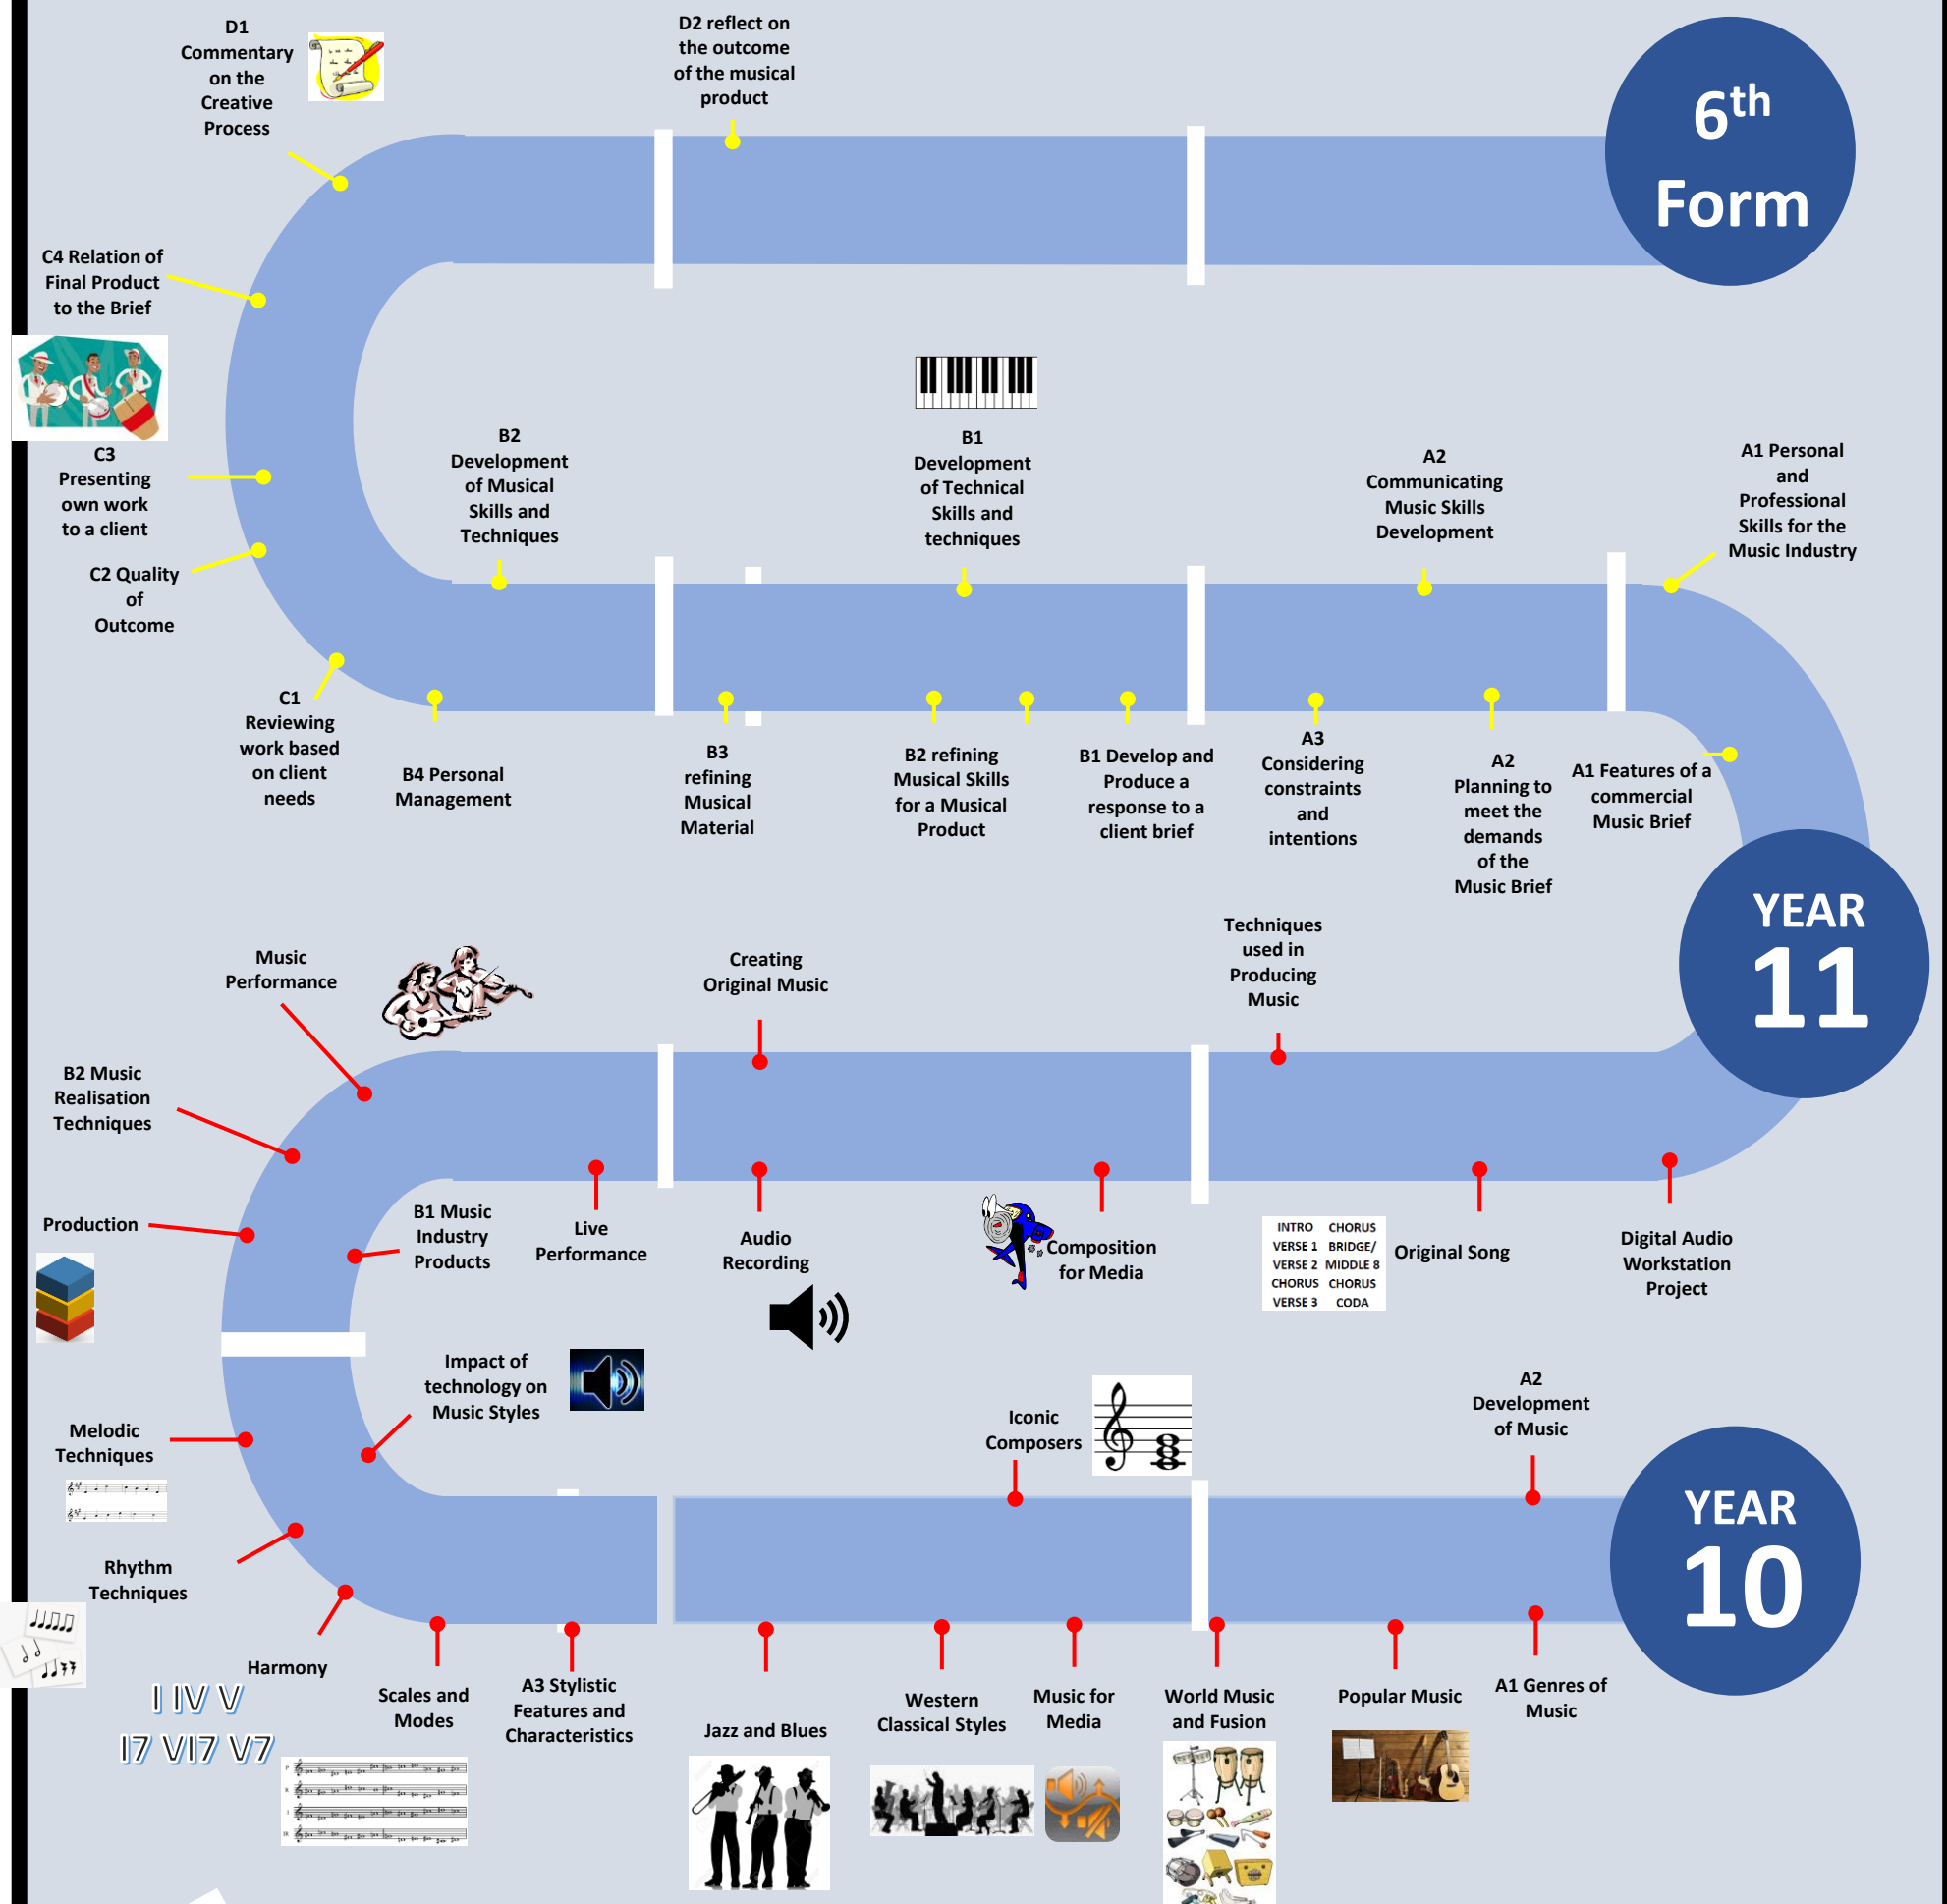 D1
Commentary
on the
Creative
Process
D2 reflect on
the outcome
of the musical
product
6th
Form
C4 Relation of
Final Product
to the Brief
C3
Presenting
own work
to a client
C2 Quality
of
Outcome
B2
Development
of Musical
Skills and
Techniques
B1
Development
of Technical
Skills and
techniques
A2
Communicating
Music Skills
Development
A1 Personal
and
Professional
Skills for the
Music Industry
C1
Reviewing
work based
on client
needs
B4 Personal
Management
B3
refining
Musical
Material
B2 refining
Musical Skills
for a Musical
Product
B1 Develop and
Produce a
response to a
client brief
A3
Considering
constraints
and
intentions
A2
Planning to
meet the
demands
of the
Music Brief
A1 Features of a
commercial
Music Brief
YEAR
11
Music
Performance
Creating
Original Music
Techniques
used in
Producing
Music
B2 Music
Realisation
Techniques
Production
B1 Music
Industry
Products
Live
Performance
Audio
Recording
Composition
for Media
INTRO CHORUS
VERSE 1 BRIDGE/
VERSE 2 MIDDLE 8
CHORUS CHORUS
VERSE 3 CODA
Original Song
Digital Audio
Workstation
Project
Impact of
technology on
Music Styles
Melodic
Techniques
Iconic
Composers
A2
Development
of Music
YEAR
10
Rhythm
Techniques
Harmony
I IV V
I7 VI7 V7
Scales and
Modes
P
R
I
IR
A3 Stylistic
Features and
Characteristics
Jazz and Blues
Western
Classical Styles
Music for
Media
World Music
and Fusion
Popular Music
A1 Genres of
Music